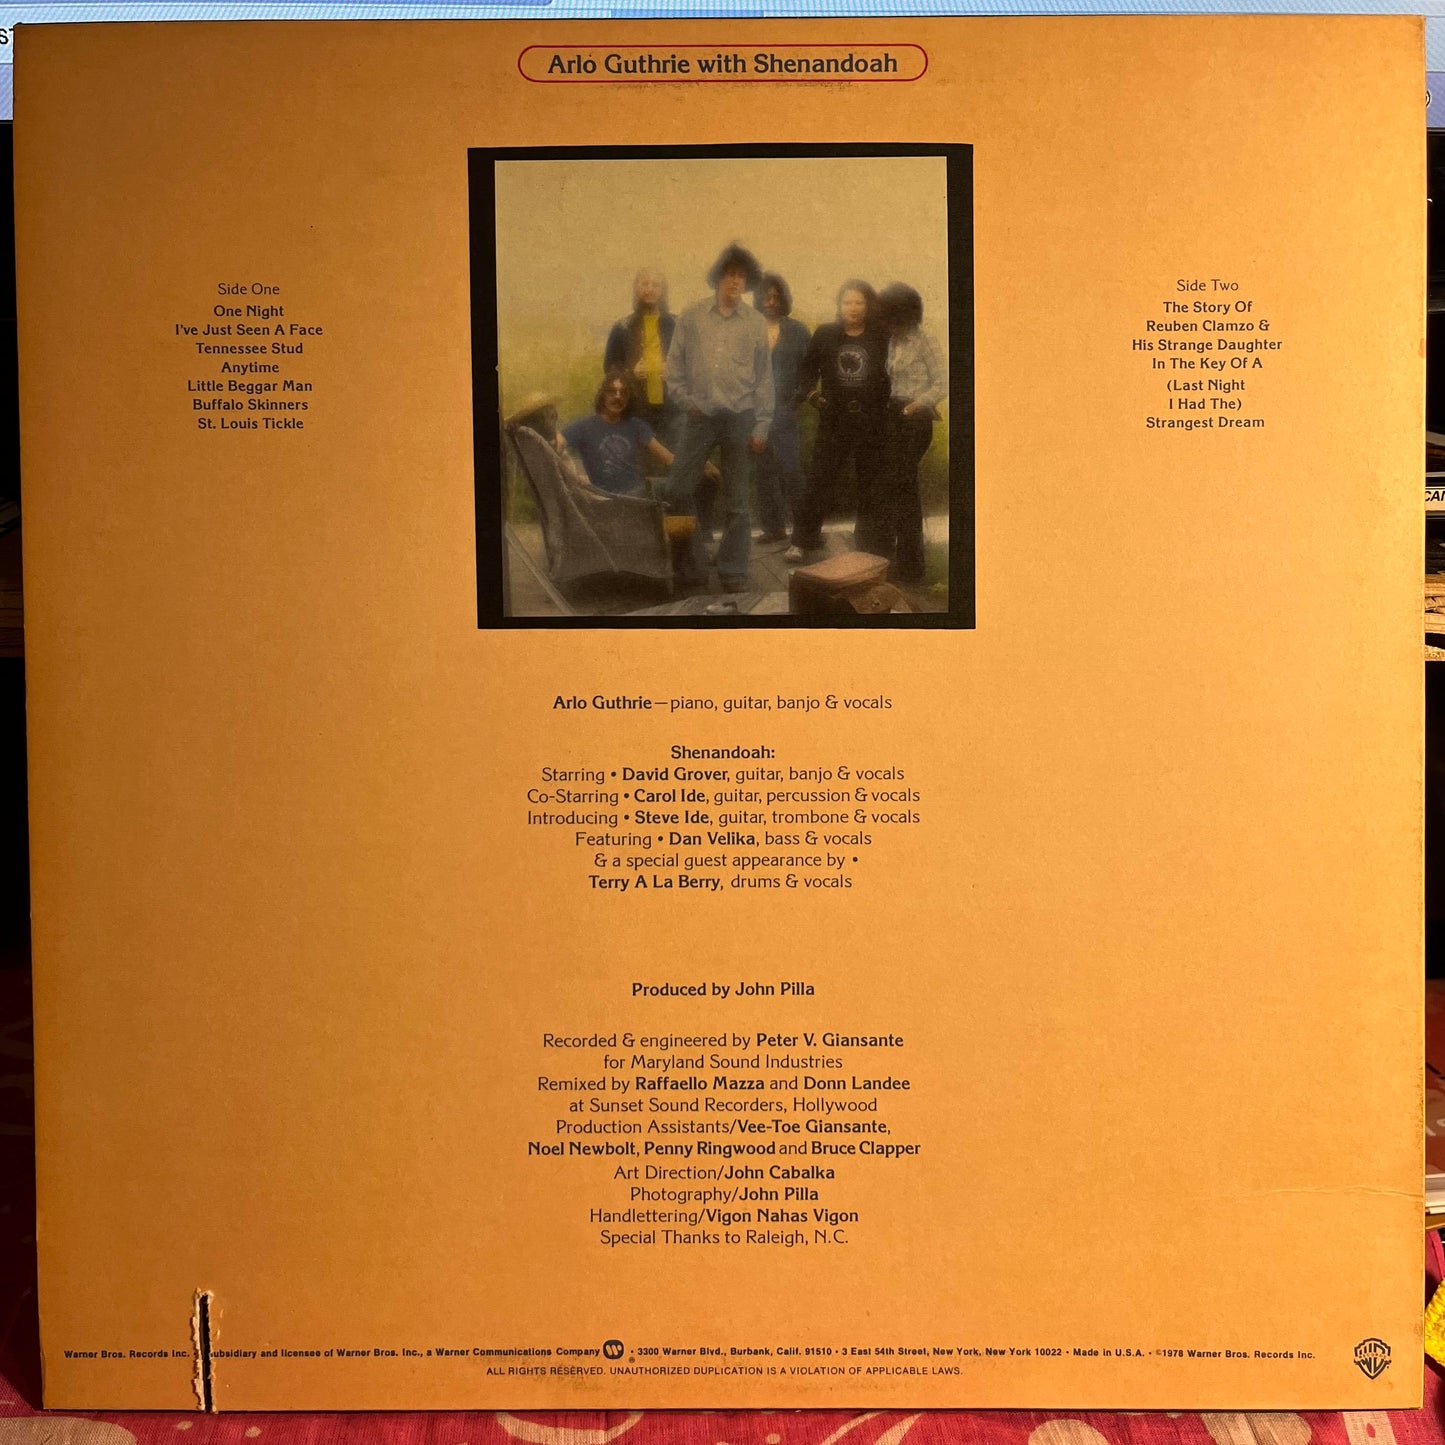 Arlo Guthrie with Shenandoah
Side One
One Night
I've Just Seen A Face
Tennessee Stud
Anytime
Little Beggar Man
Buffalo Skinners
St. Louis Tickle
Side Two
The Story Of
Reuben Clamzo &
His Strange Daughter
In The Key Of A
(Last Night
I Had The)
Strangest Dream
Arlo Guthrie—piano, guitar, banjo & vocals
Shenandoah:
Starring • David Grover, guitar, banjo & vocals
Co-Starring • Carol Ide, guitar, percussion & vocals
Introducing • Steve Ide, guitar, trombone & vocals
Featuring • Dan Velika, bass & vocals
& a special guest appearance by •
Terry A La Berry, drums & vocals
Produced by John Pilla
Recorded & engineered by Peter V. Giansante
for Maryland Sound Industries
Remixed by Raffaello Mazza and Donn Landee
at Sunset Sound Recorders, Hollywood
Production Assistants/Vee-Toe Giansante,
Noel Newbolt, Penny Ringwood and Bruce Clapper
Art Direction/John Cabalka
Photography/John Pilla
Handlettering/Vigon Nahas Vigon
Special Thanks to Raleigh, N.C.
Warner Bros. Records Inc. ubsidiary and licensee of Warner Bros. Inc., a Warner Communications Company ® • 3300 Warner Blvd., Burbank, Calif. 91510 • 3 East 54th Street, New York, New York 10022 • Made in U.S.A. • ©1978 Warner Bros. Records Inc.
ALL RIGHTS RESERVED. UNAUTHORIZED DUPLICATION IS A VIOLATION OF APPLICABLE LAWS.